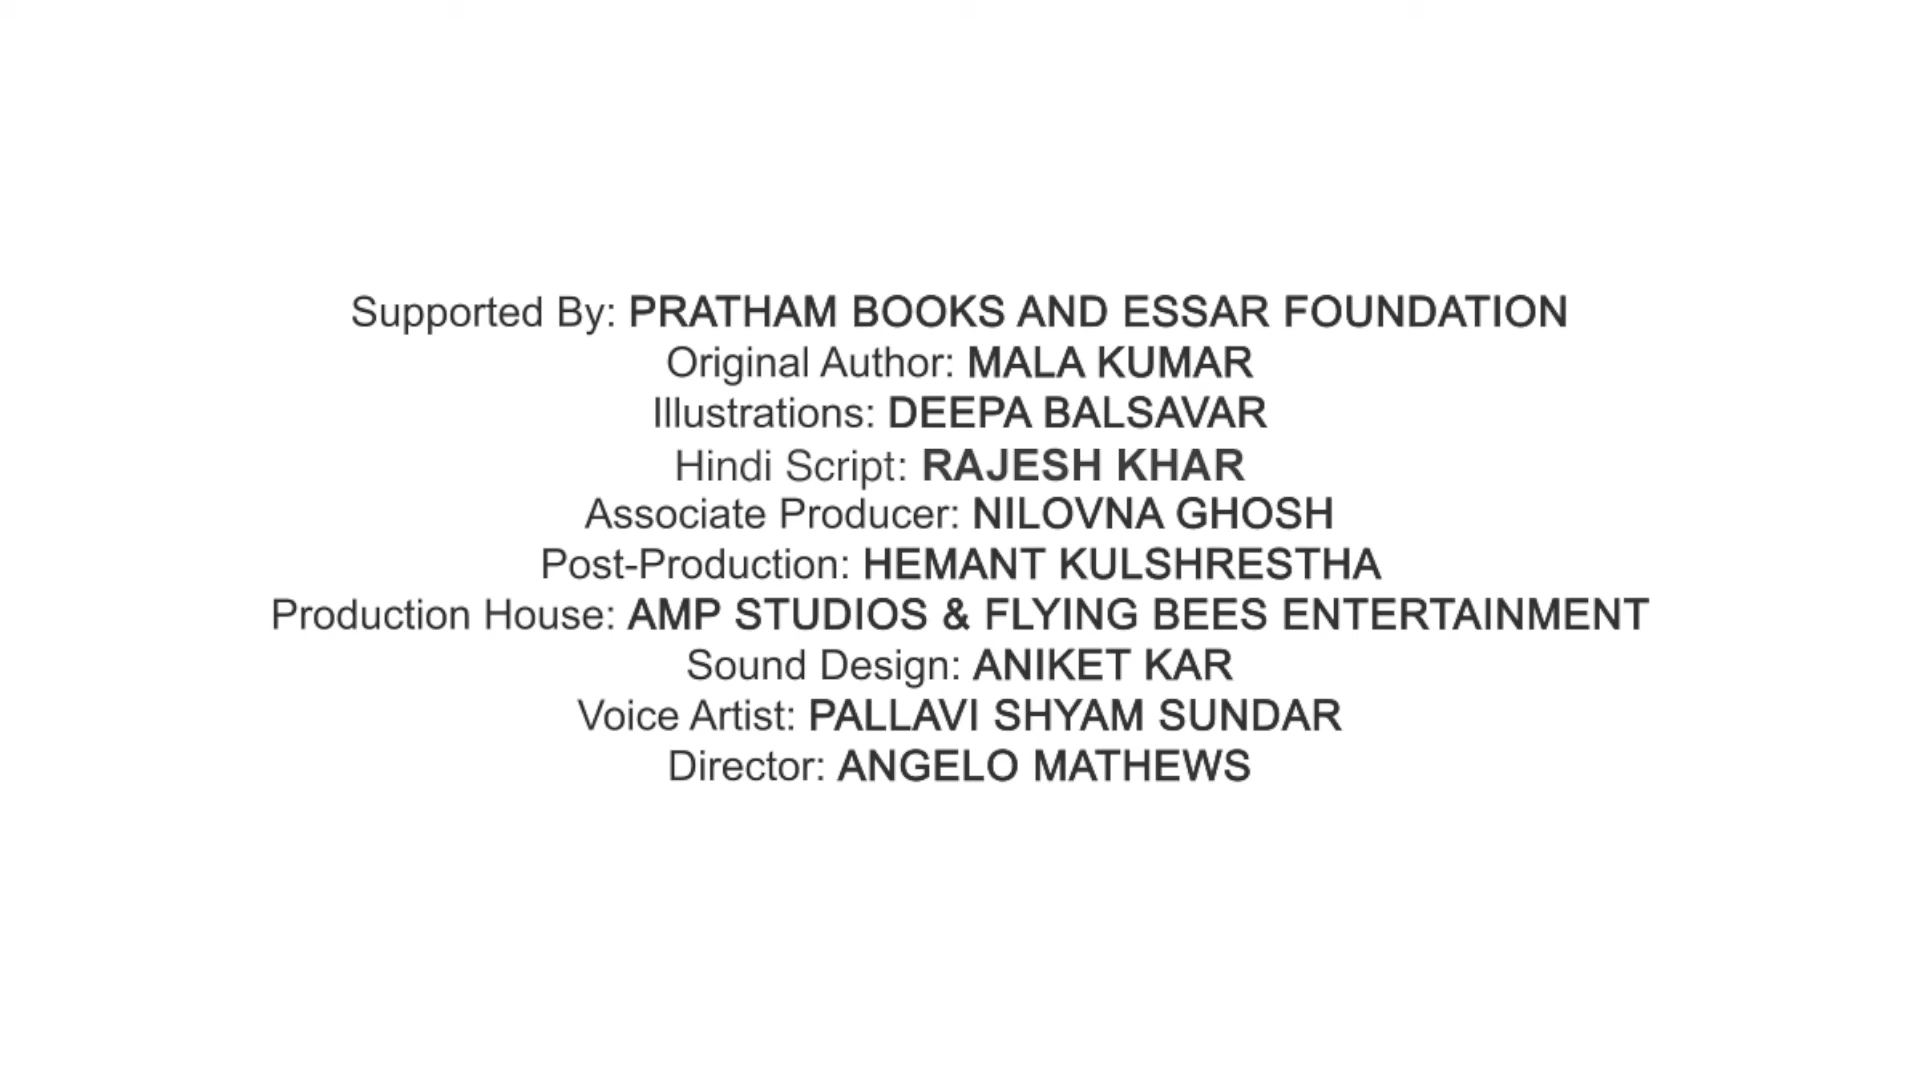 Supported By: PRATHAM BOOKS AND ESSAR FOUNDATION
Original Author: MALA KUMAR
Illustrations: DEEPA BALSAVAR
Hindi Script: RAJESH KHAR
Associate Producer: NILOVNA GHOSH
Post-Production: HEMANT KULSHRESTHA
Production House: AMP STUDIOS & FLYING BEES ENTERTAINMENT
Sound Design: ANIKET KAR
Voice Artist: PALLAVI SHYAM SUNDAR
Director: ANGELO MATHEWS